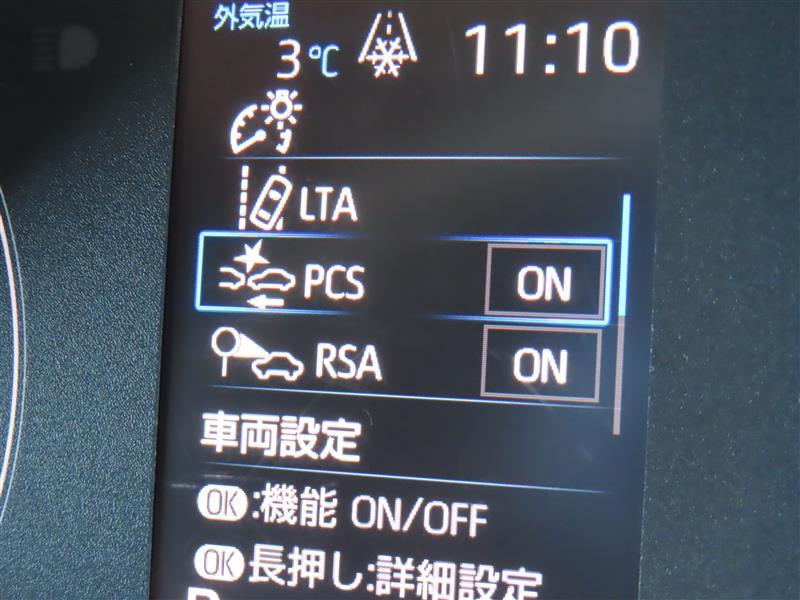 外気温
3℃
11:10
LTA
PCS ON
RSA ON
車両設定
OK:機能 ON/OFF
OK長押し:詳細設定